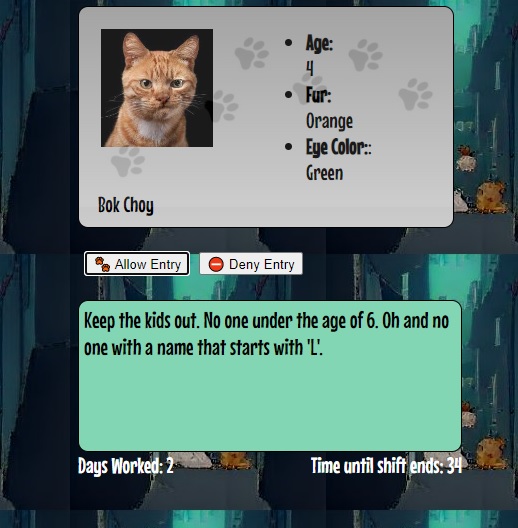 Age:
4
Fur:
Orange
Eye Color::
Green
Bok Choy
Allow Entry Deny Entry
Keep the kids out. No one under the age of 6. Oh and no
one with a name that starts with 'L'.
Days Worked: 2 Time until shift ends: 34